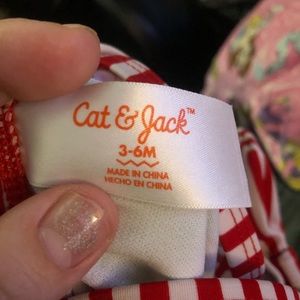 Cat & Jack™
3-6M
MADE IN CHINA
HECHO EN CHINA